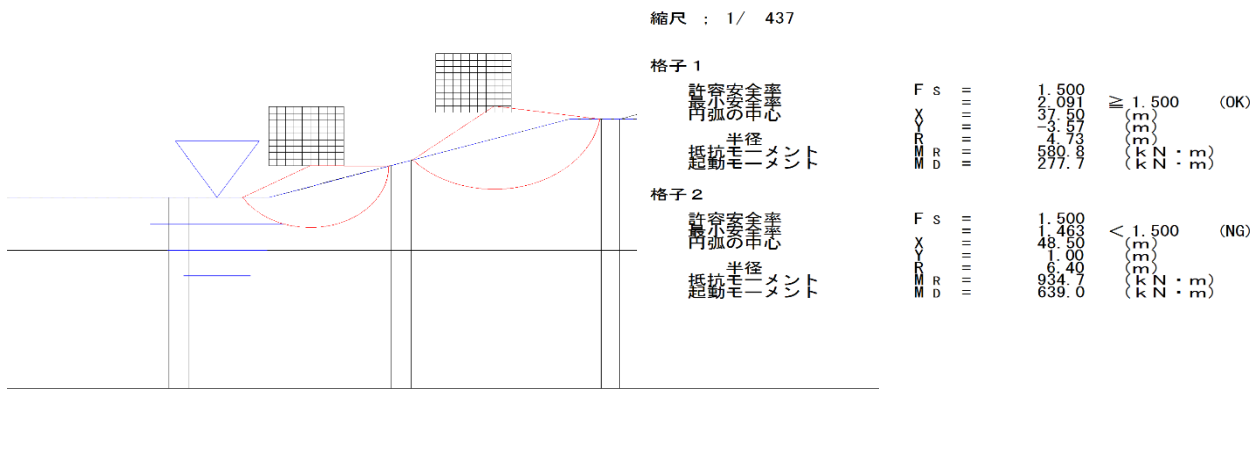 縮尺 ; 1/ 437
格子1
許容安全率 Fs = 1.500
最小安全率 = 2.091 ≧ 1.500 (OK)
円弧の中心 X = 37.50 (m)
Y = -3.57 (m)
半径 R = 4.73 (m)
抵抗モーメント MR = 580.8 (kN・m)
起動モーメント MD = 277.7 (kN・m)
格子2
許容安全率 Fs = 1.500
最小安全率 = 1.463 < 1.500 (NG)
円弧の中心 X = 48.50 (m)
Y = 1.00 (m)
半径 R = 6.40 (m)
抵抗モーメント MR = 934.7 (kN・m)
起動モーメント MD = 639.0 (kN・m)